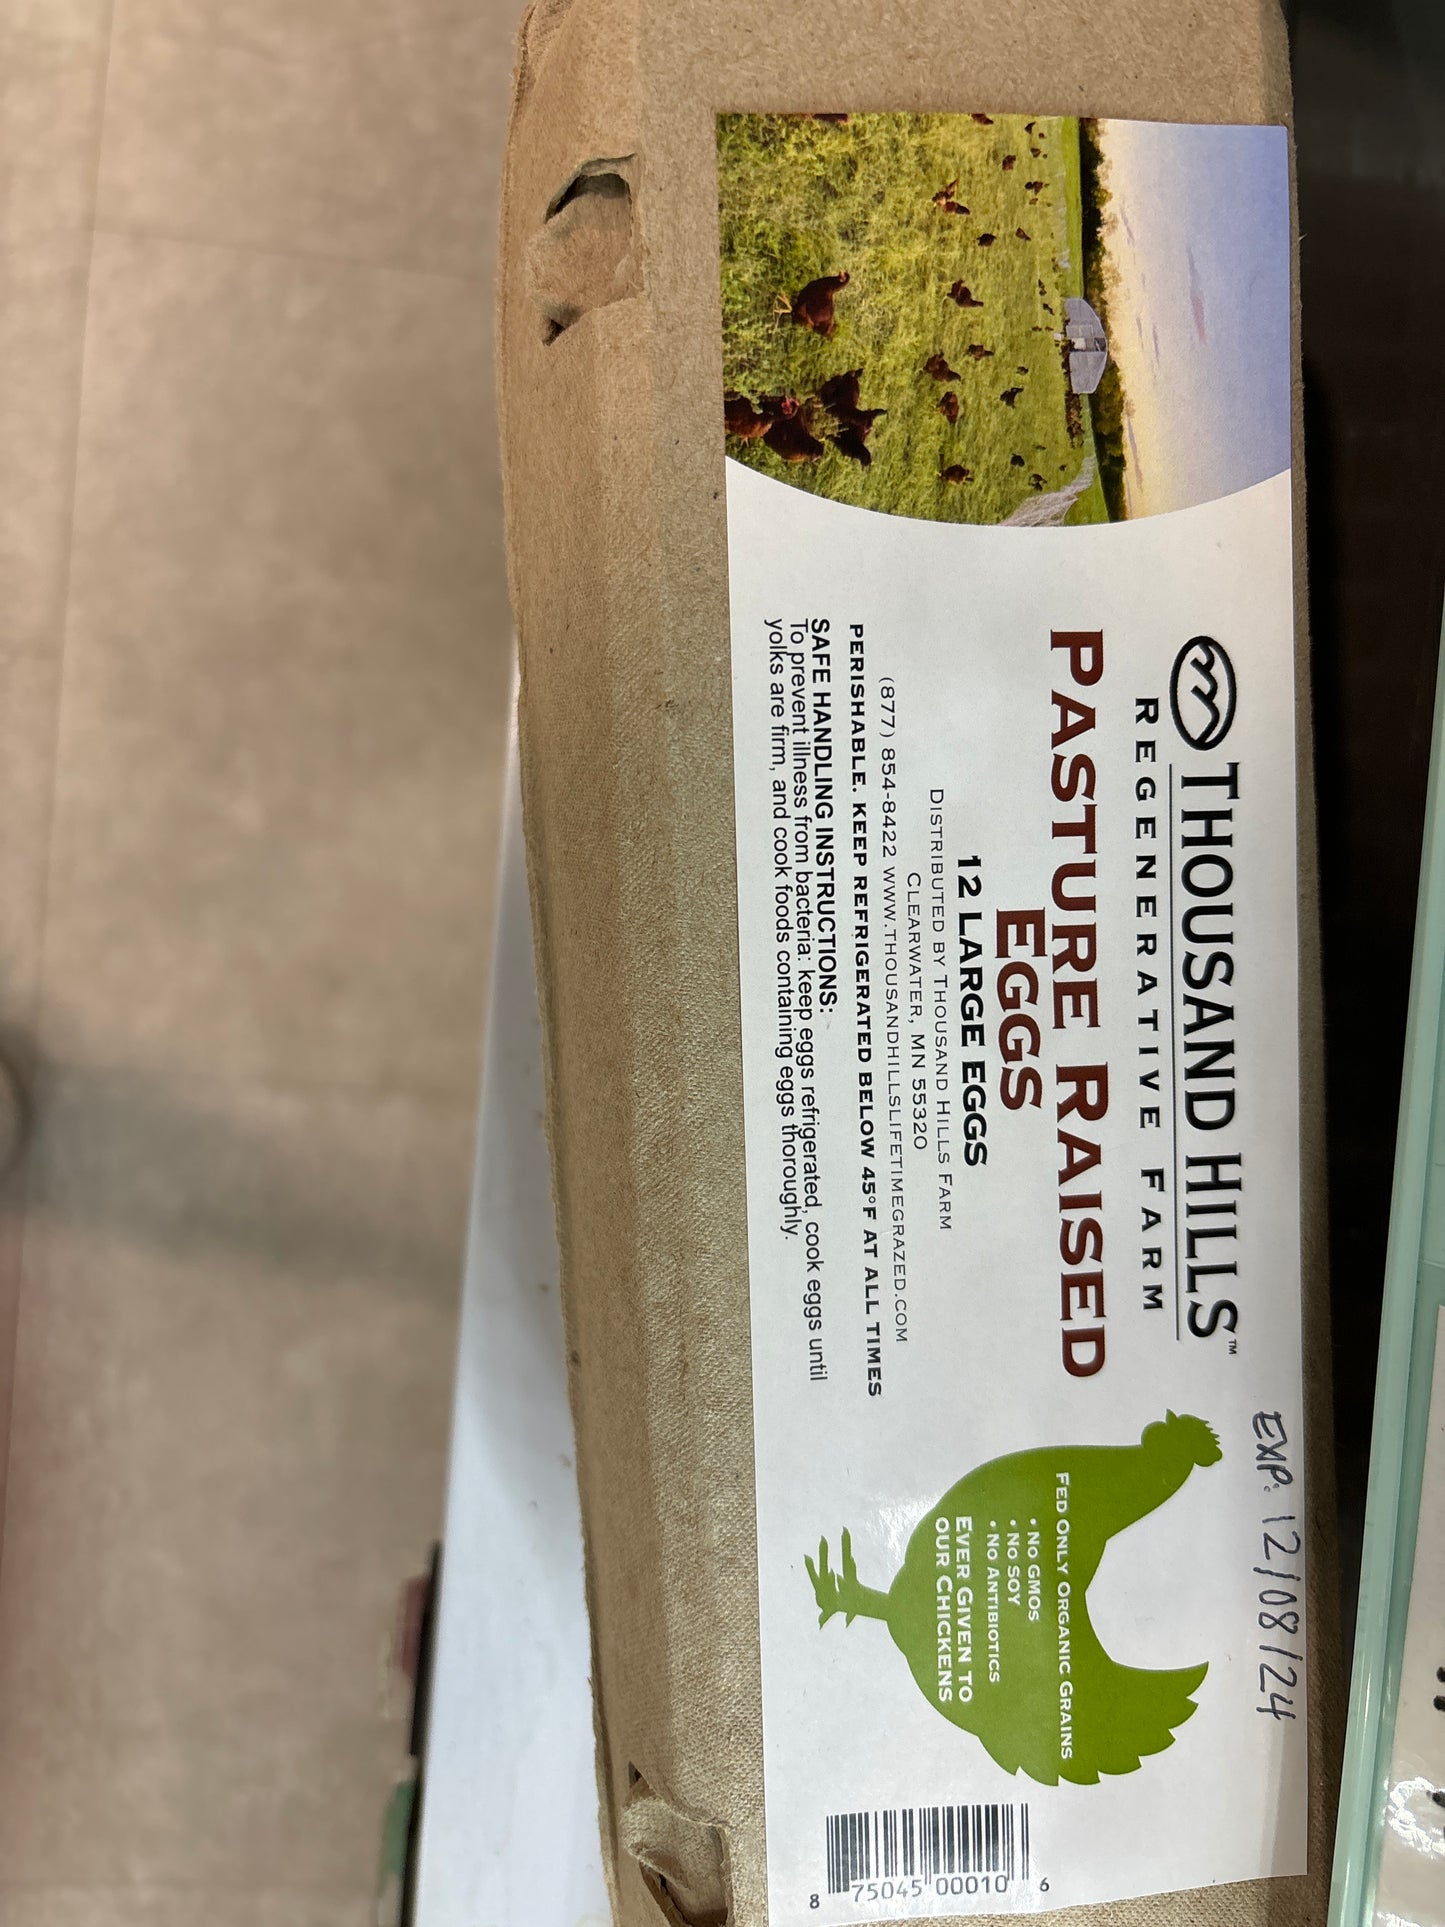 THOUSAND HILLS™
REGENERATIVE FARM
PASTURE RAISED
EGGS
12 LARGE EGGS
DISTRIBUTED BY THOUSAND HILLS FARM
CLEARWATER, MN 55320
(877) 854-8422 WWW.THOUSANDHILLSLIFETIMEGRAZED.COM
PERISHABLE. KEEP REFRIGERATED BELOW 45°F AT ALL TIMES
SAFE HANDLING INSTRUCTIONS:
To prevent illness from bacteria: keep eggs refrigerated, cook eggs until
yolks are firm, and cook foods containing eggs thoroughly.
EXP. 12/08/24
FED ONLY ORGANIC GRAINS
• NO GMOS
• NO SOY
• NO ANTIBIOTICS
EVER GIVEN TO
OUR CHICKENS
8 75045 00010 6